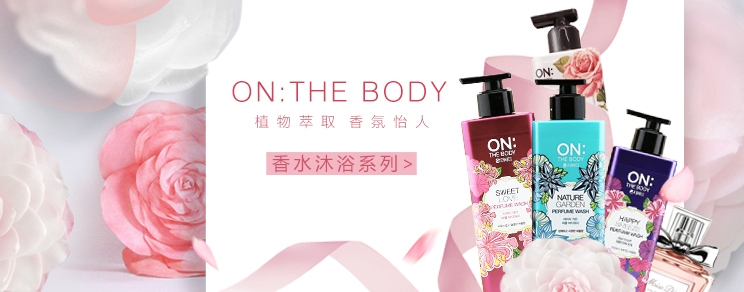 ON:THE BODY
植物萃取 香氛怡人
香水沐浴系列>
ON:
ON:
THE BODY
SWEET
LOVE
PERFUME WASH
ON:
THE BODY
NATURE
GARDEN
PERFUME WASH
ON:
THE BODY
HAPPY
BREEZE
PERFUME WASH